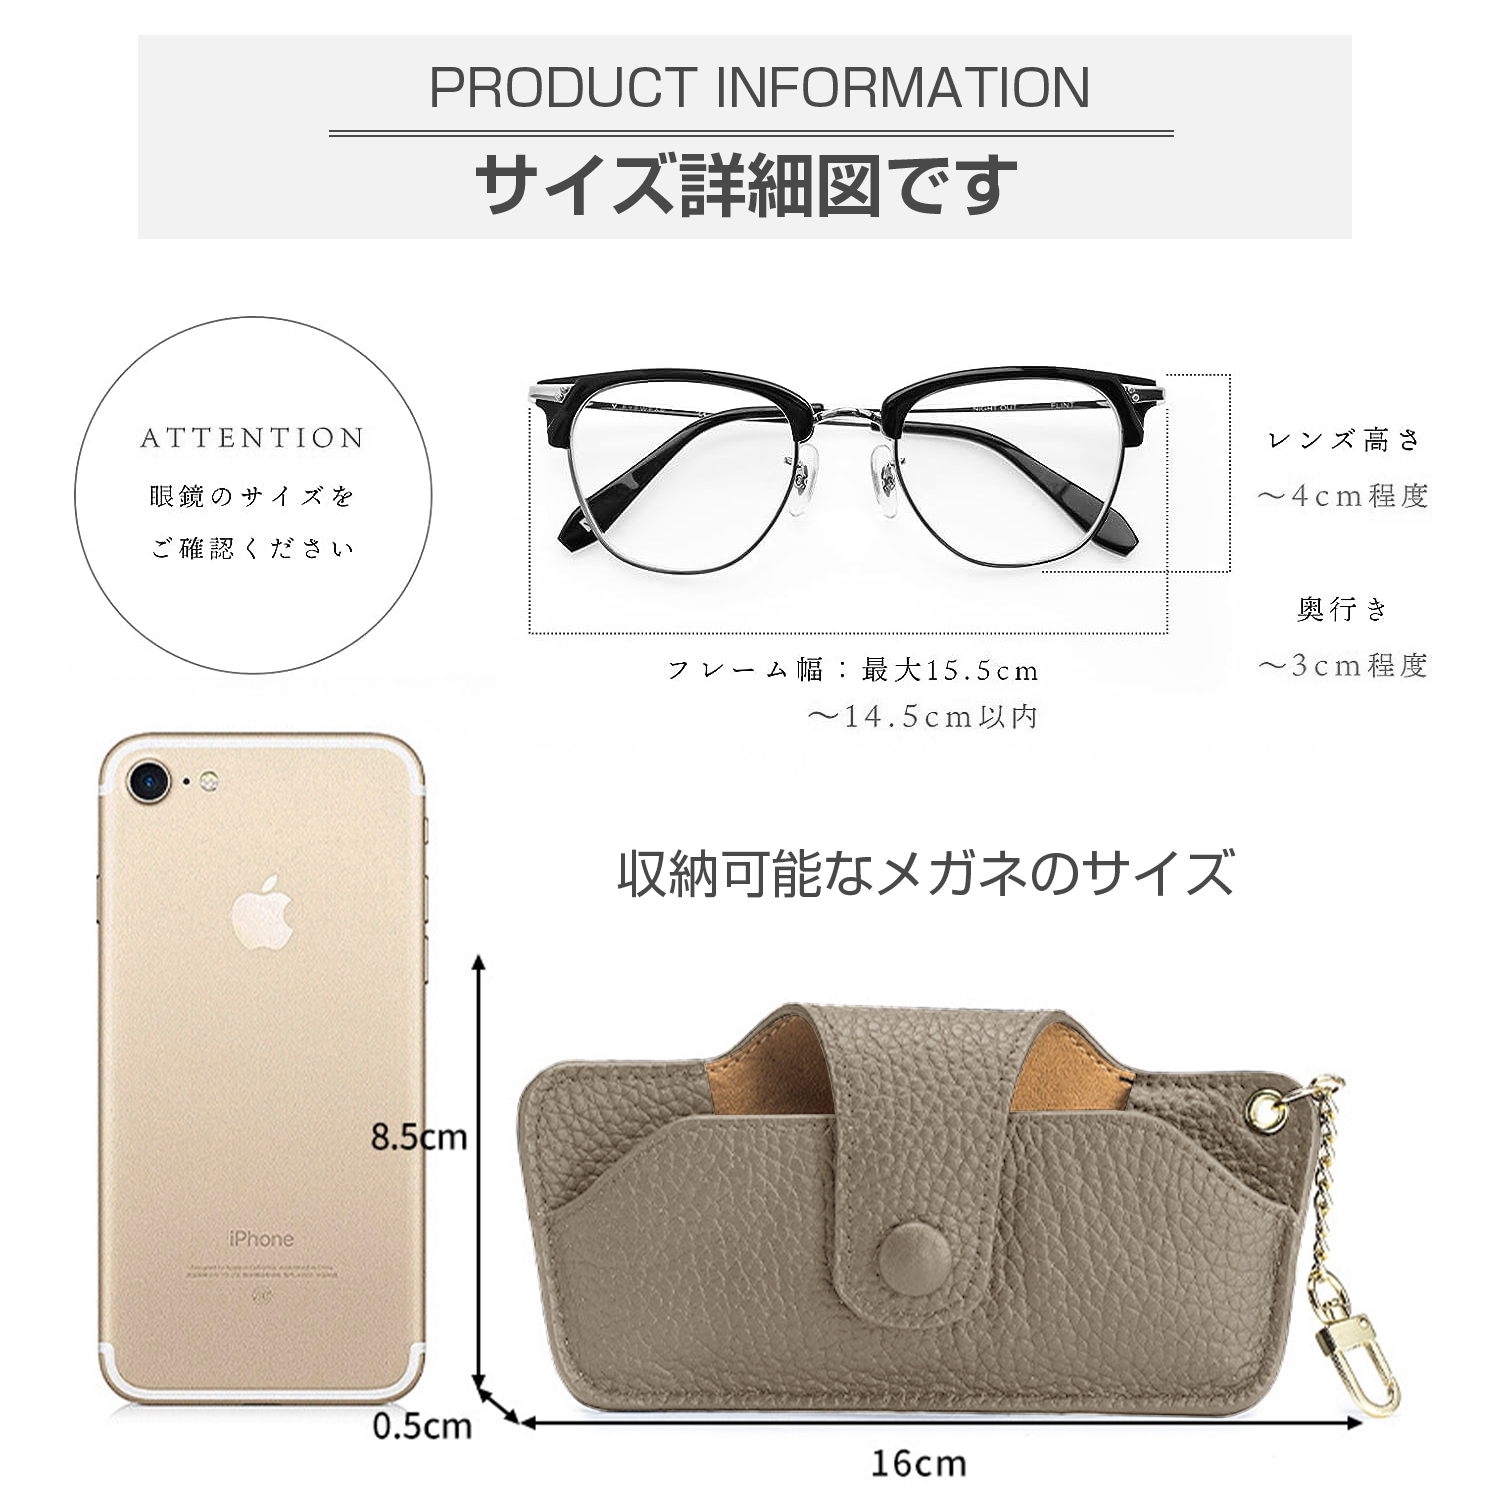 PRODUCT INFORMATION
サイズ詳細図です
ATTENTION
眼鏡のサイズを
ご確認ください
NIGHT OUT
FLINT
レンズ高さ
〜4cm程度
奥行き
〜3cm程度
フレーム幅：最大15.5cm
〜14.5cm以内
収納可能なメガネのサイズ
8.5cm
iPhone
0.5cm
16cm